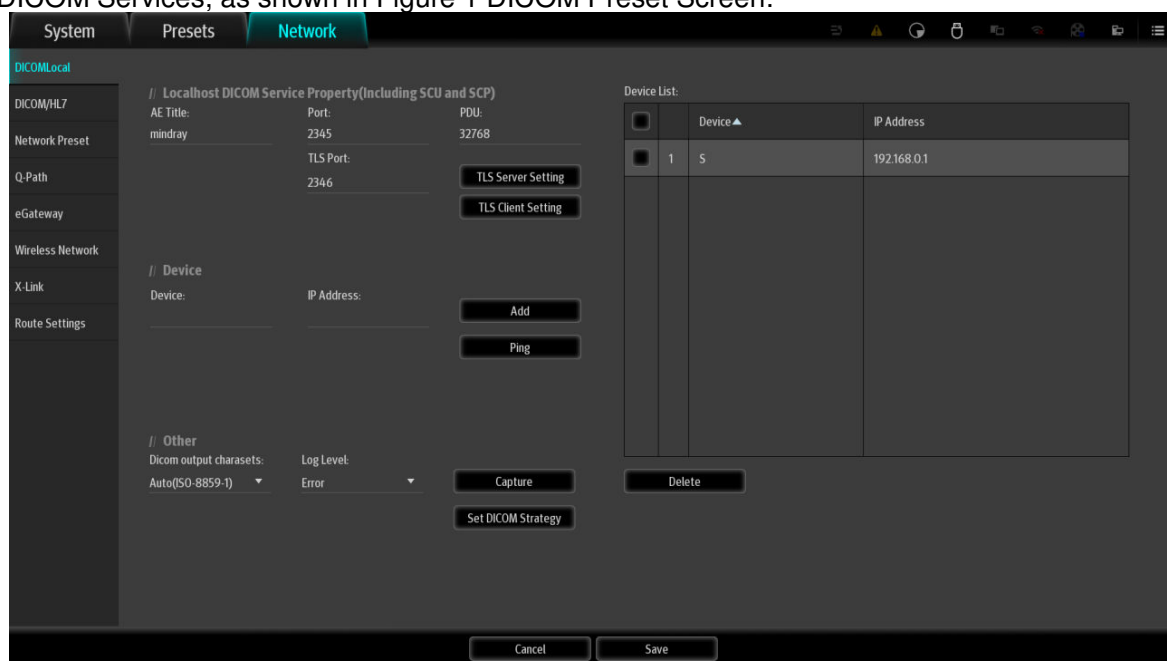 DICOM Services, as shown in Figure 1 DICOM Preset Screen.
System Presets Network
DICOMLocal
DICOM/HL7
Network Preset
Q-Path
eGateway
Wireless Network
X-Link
Route Settings
// Localhost DICOM Service Property(Including SCU and SCP)
AE Title: Port: PDU:
mindray 2345 32768
TLS Port:
2346
TLS Server Setting
TLS Client Setting
// Device
Device: IP Address:
Add
Ping
// Other
Dicom output charasets: Log Level:
Auto(ISO-8859-1) Error
Capture
Set DICOM Strategy
Device List:
Device IP Address
1 S 192.168.0.1
Delete
Cancel Save